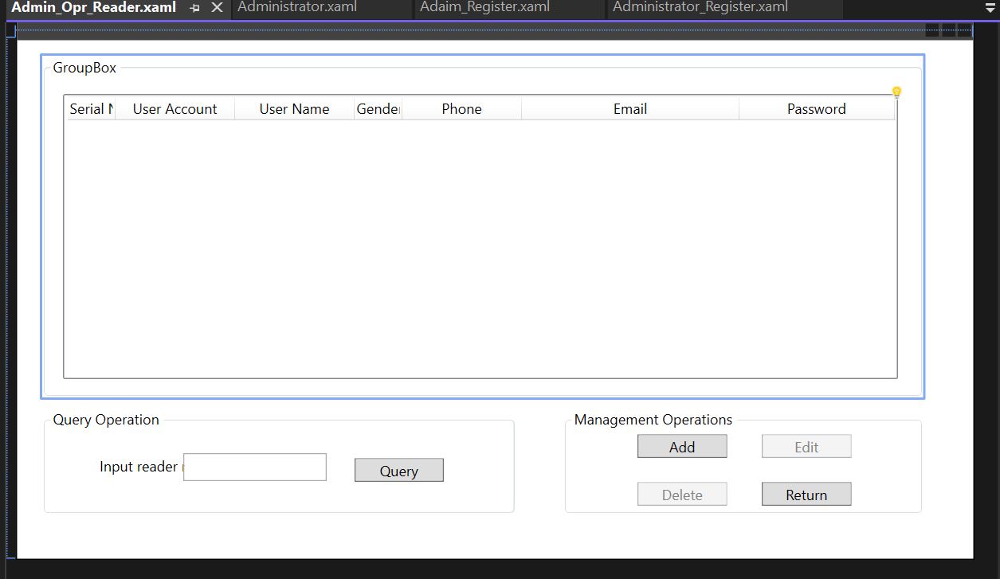 Admin_Opr_Reader.xaml Administrator.xaml Adaim_Register.xaml Administrator_Register.xaml
GroupBox
Serial User Account User Name Gender Phone Email Password
Query Operation
Management Operations
Input reader
Query
Add Edit
Delete Return